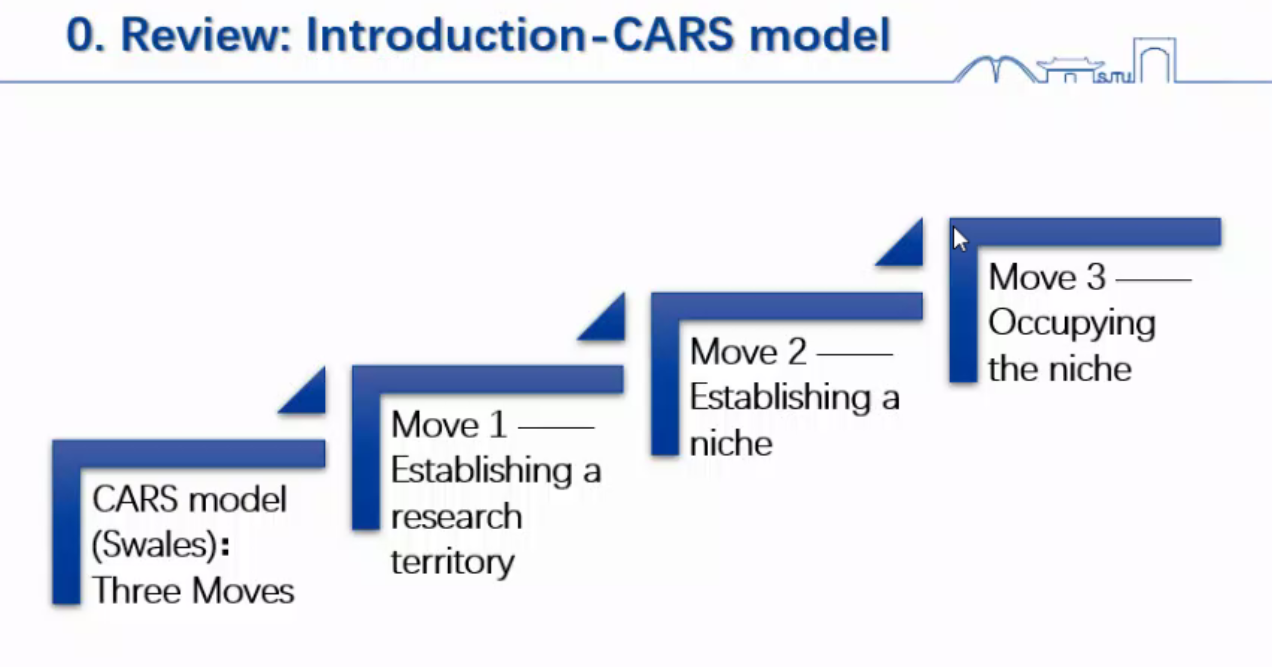 0. Review: Introduction-CARS model
SMU
CARS model
(Swales):
Three Moves
Move 1 ——
Establishing a
research
territory
Move 2 ——
Establishing a
niche
Move 3 ——
Occupying
the niche